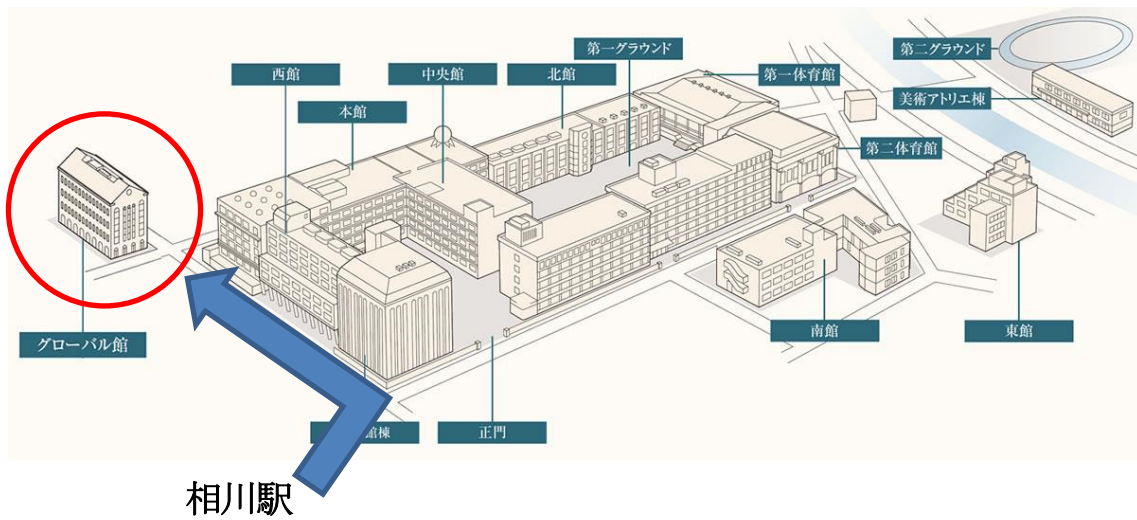 第一グラウンド
第二グラウンド
西館
中央館
北館
第一体育館
美術アトリエ棟
本館
第二体育館
グローバル館
南館
東館
館棟
正門
相川駅